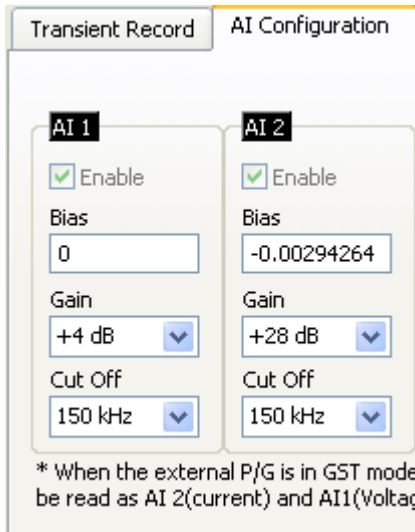 Transient Record AI Configuration
AI 1 AI 2
Enable Enable
Bias Bias
0 -0.00294264
Gain Gain
+4 dB +28 dB
Cut Off Cut Off
150 kHz 150 kHz
* When the external P/G is in GST mode
be read as AI 2(current) and AI1(Voltag